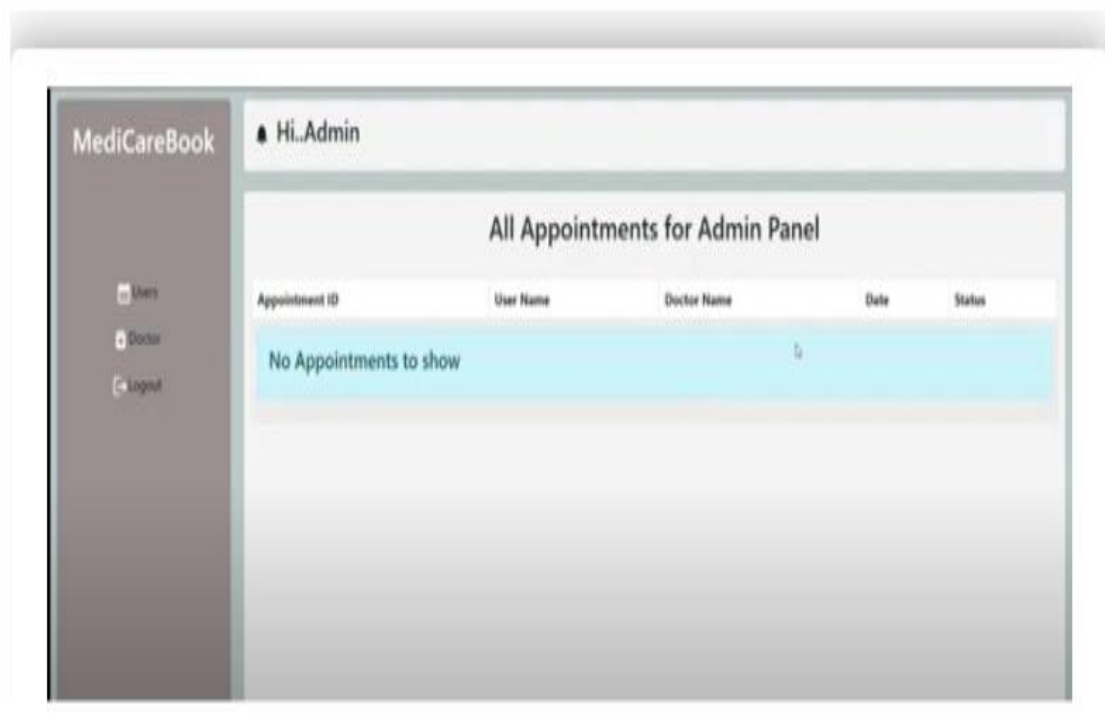 MediCareBook
Hi..Admin
All Appointments for Admin Panel
Users
Doctor
Logout
Appointment ID
User Name
Doctor Name
Date
Status
No Appointments to show